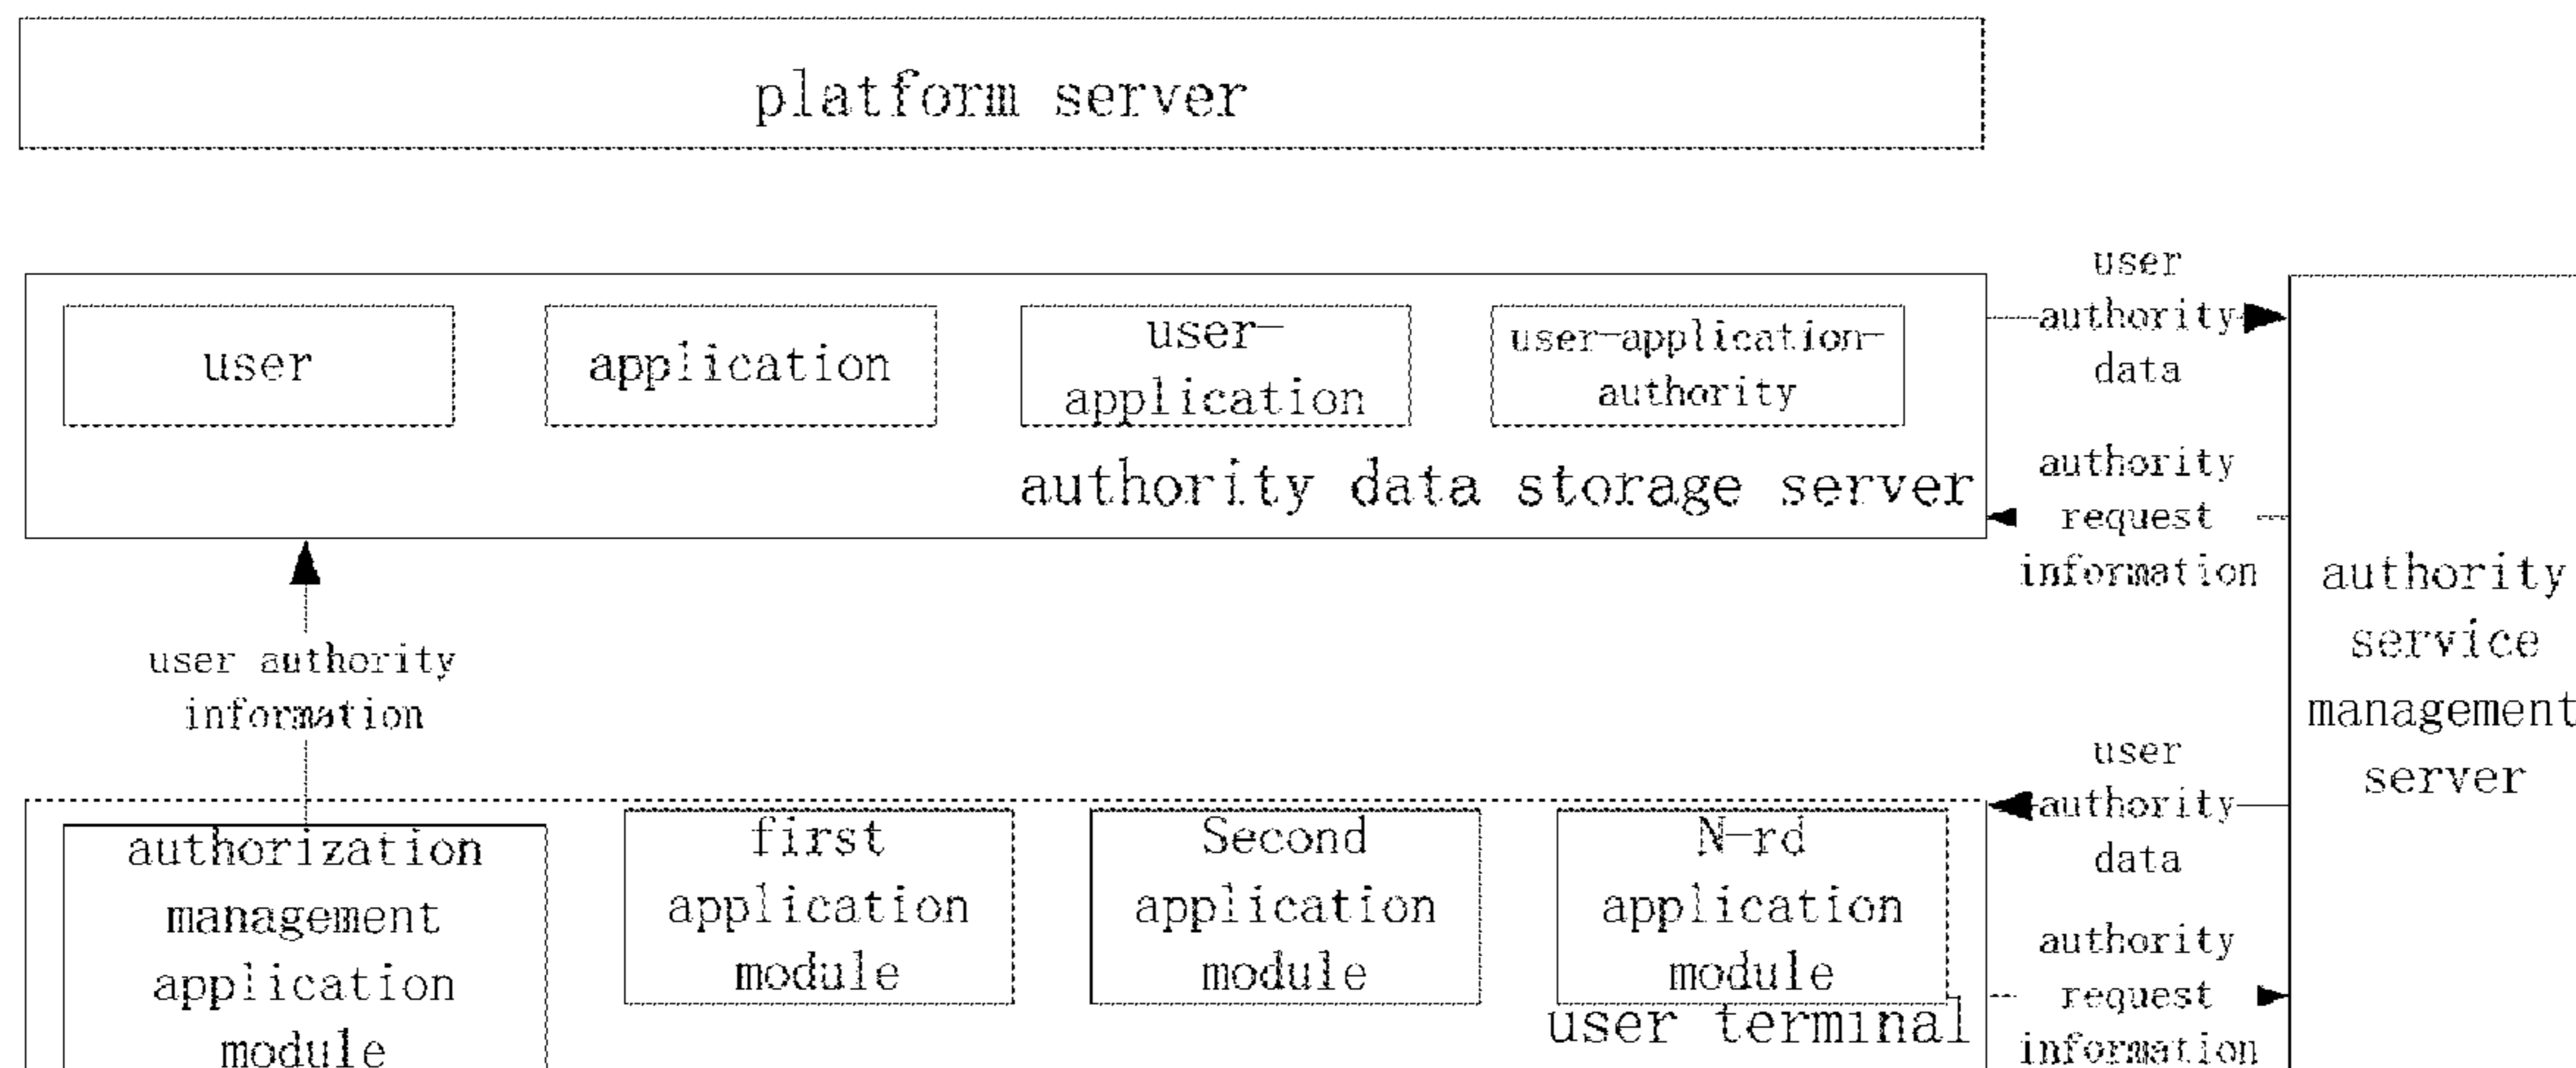 platform server
user
application
user-
application
user-application-
authority
authority data storage server
user
authority
data
authority
request
information
authority
service
management
server
user authority
information
user
authority
data
authority
request
information
authorization
management
application
module
first
application
module
Second
application
module
N-rd
application
module
user terminal